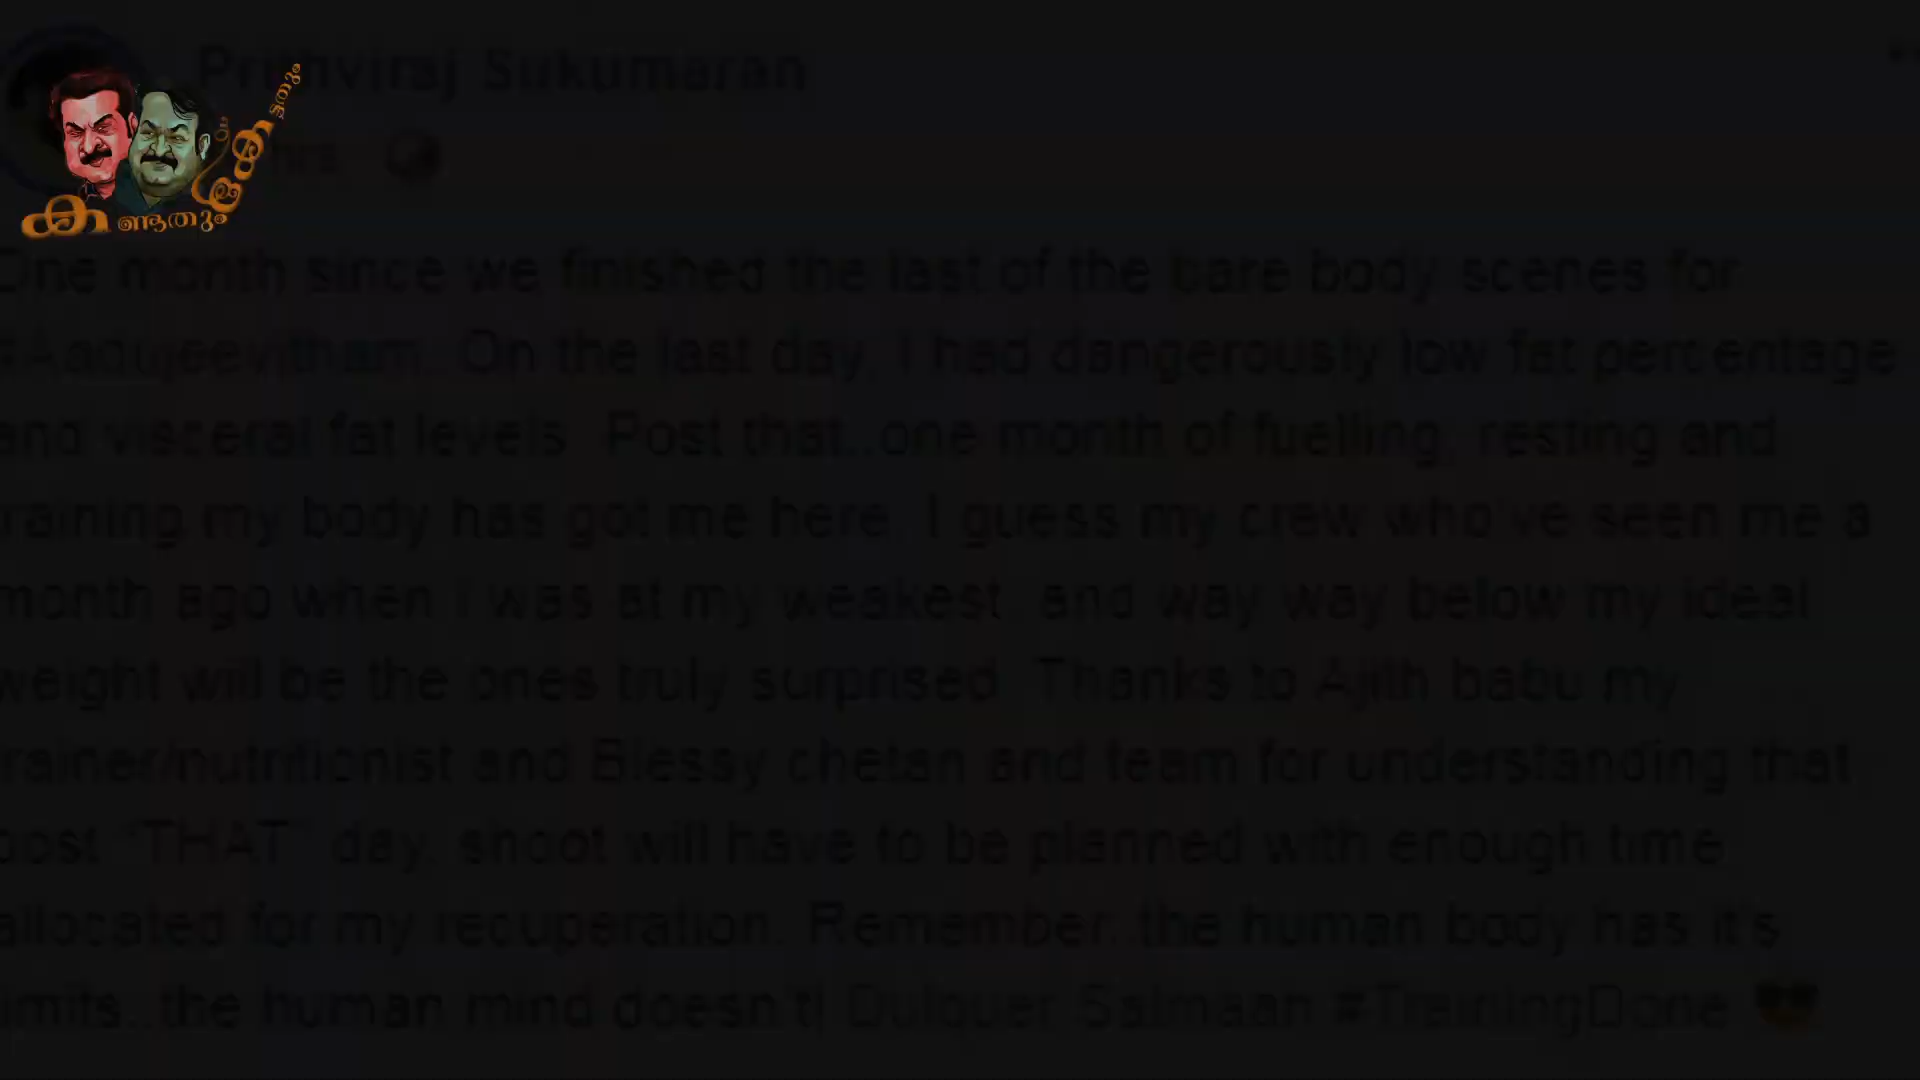 Prithviraj Sukumaran
hrs
കണ്ടതും കേട്ടതും
One month since we finished the last of the bare body scenes for
#Aadujeevitham. On the last day, I had dangerously low fat percentage
and visceral fat levels. Post that..one month of fuelling, resting and
training my body has got me here. I guess my crew who've seen me a
month ago when I was at my weakest, and way way below my ideal
weight will be the ones truly surprised. Thanks to Ajith babu my
trainer/nutritionist and Blessy chetan and team for understanding that
post "THAT" day, shoot will have to be planned with enough time
allocated for my recuperation. Remember..the human body has it's
limits..the human mind doesn't! Dulquer Salmaan #TrainingDone